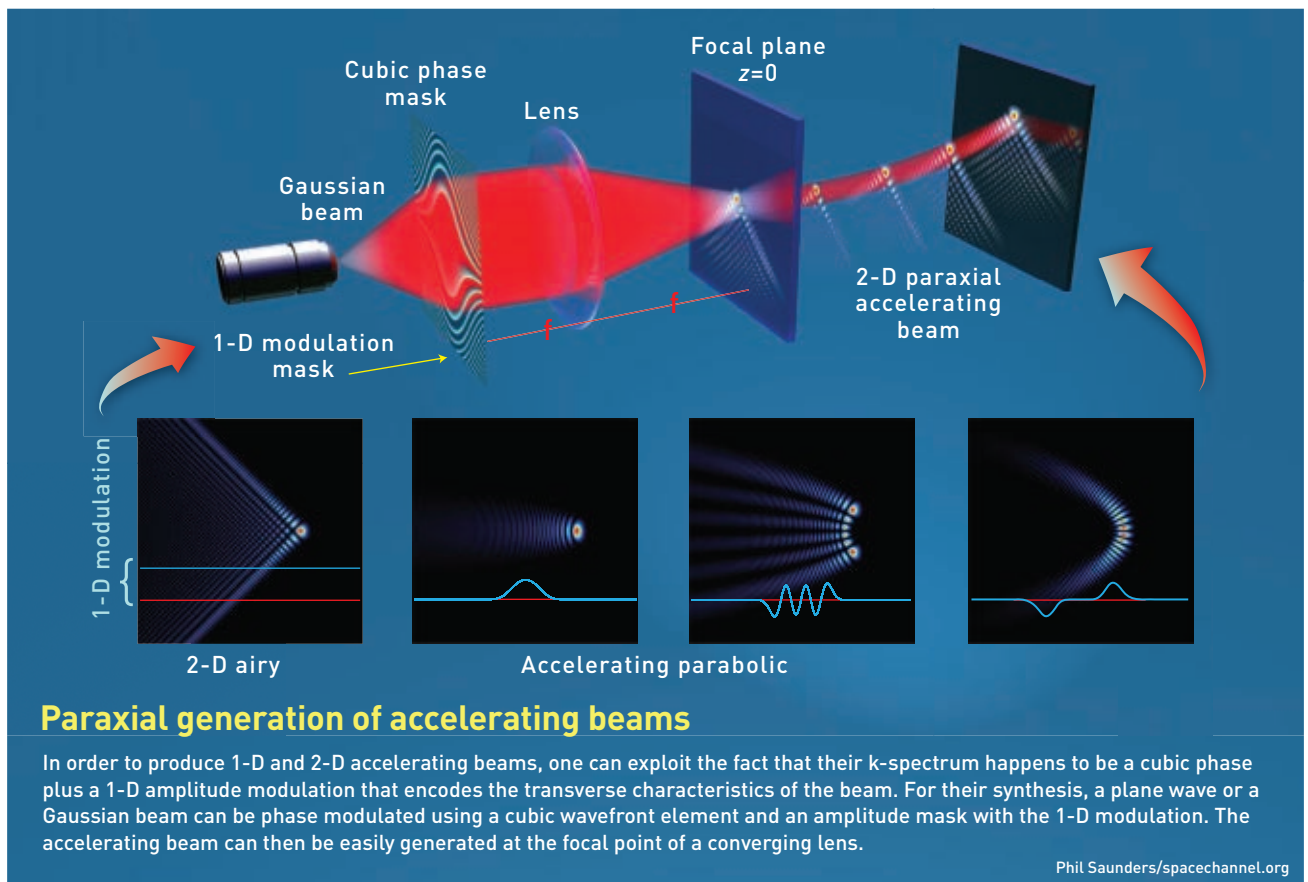 Focal plane
z=0
Cubic phase
mask
Lens
Gaussian
beam
2-D paraxial
accelerating
beam
1-D modulation
mask
1-D modulation
2-D airy
Accelerating parabolic
Paraxial generation of accelerating beams
In order to produce 1-D and 2-D accelerating beams, one can exploit the fact that their k-spectrum happens to be a cubic phase
plus a 1-D amplitude modulation that encodes the transverse characteristics of the beam. For their synthesis, a plane wave or a
Gaussian beam can be phase modulated using a cubic wavefront element and an amplitude mask with the 1-D modulation. The
accelerating beam can then be easily generated at the focal point of a converging lens.
Phil Saunders/spacechannel.org